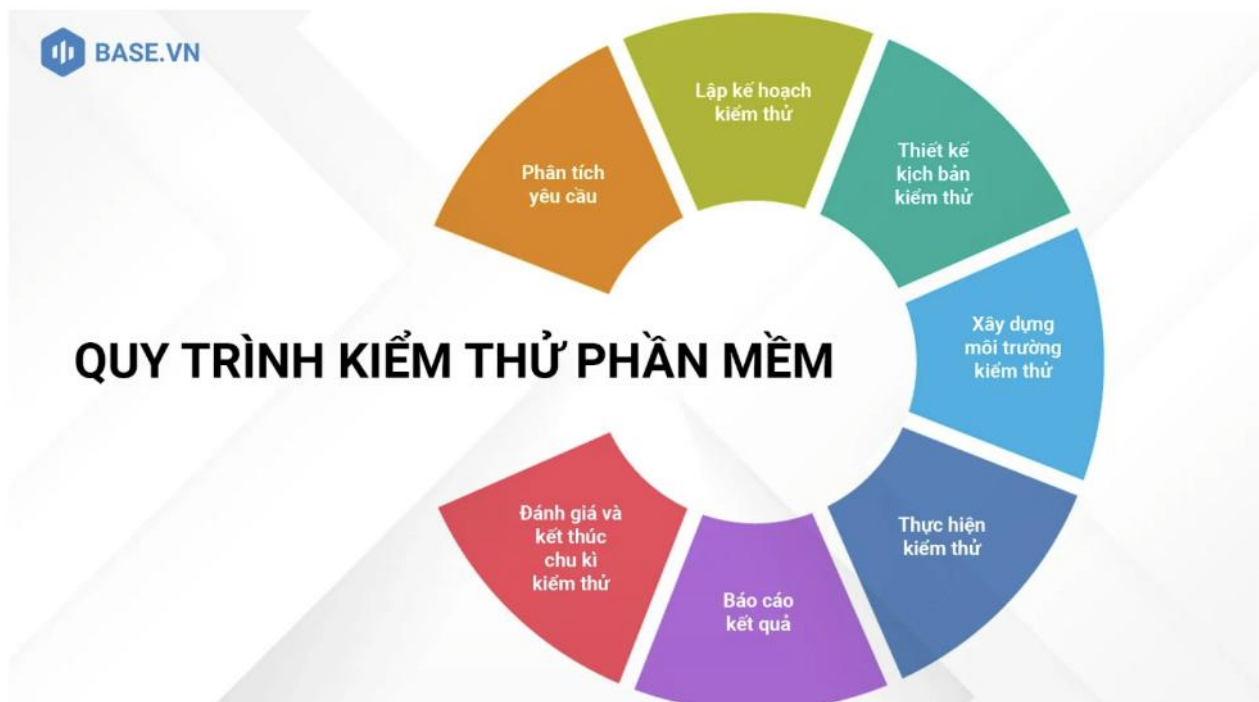 BASE.VN
Lập kế hoạch
kiểm thử
Phân tích
yêu cầu
Thiết kế
kịch bản
kiểm thử
Xây dựng
môi trường
kiểm thử
QUY TRÌNH KIỂM THỬ PHẦN MỀM
Thực hiện
kiểm thử
Đánh giá và
kết thúc
chu kì
kiểm thử
Báo cáo
kết quả